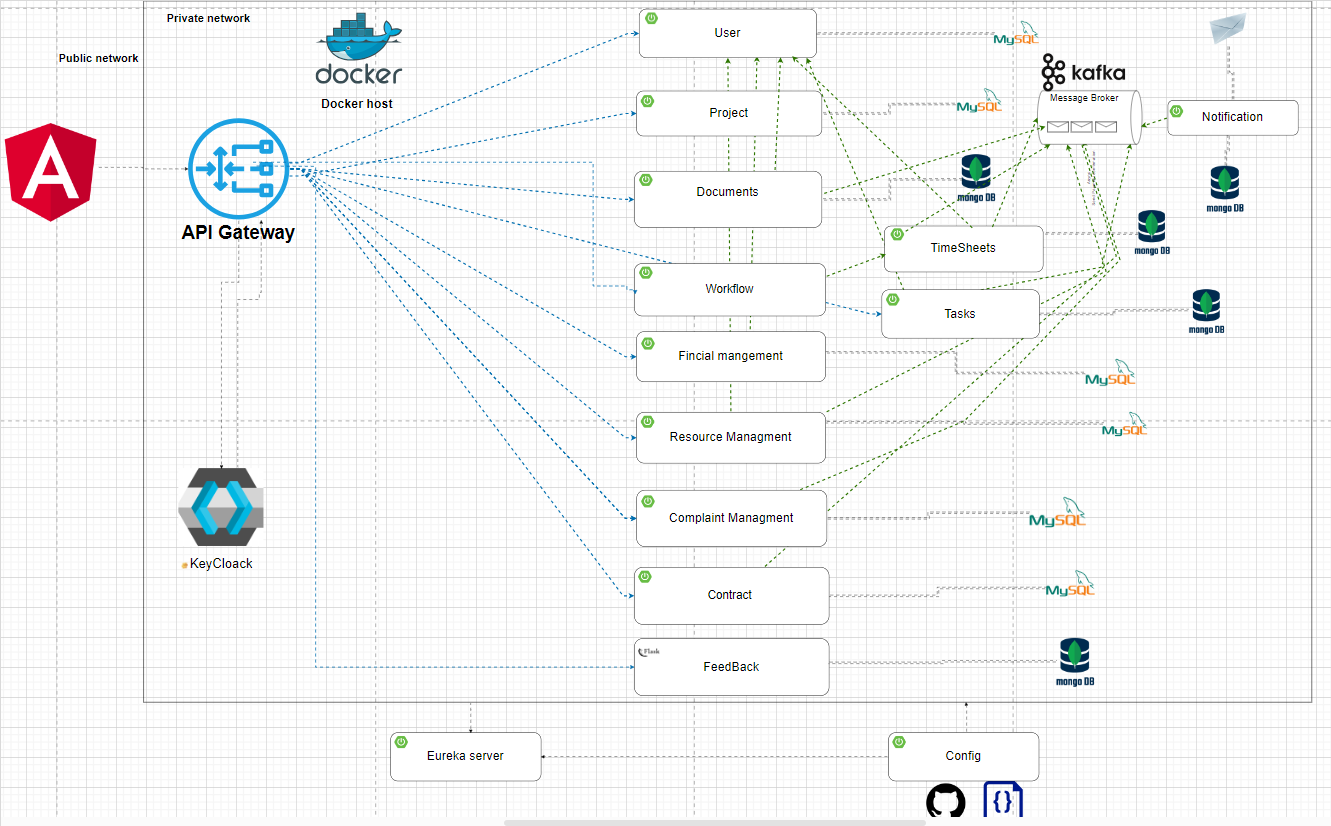 Private network
Public network
docker
Docker host
API Gateway
KeyCloack
User
MySQL
kafka
Message Broker
Notification
Project
MySQL
Documents
mongo DB
mongo DB
TimeSheets
mongo DB
Workflow
Tasks
mongo DB
Fincial mangement
MySQL
Resource Managment
MySQL
Complaint Managment
MySQL
Contract
MySQL
Flask
FeedBack
mongo DB
Eureka server
Config
{}